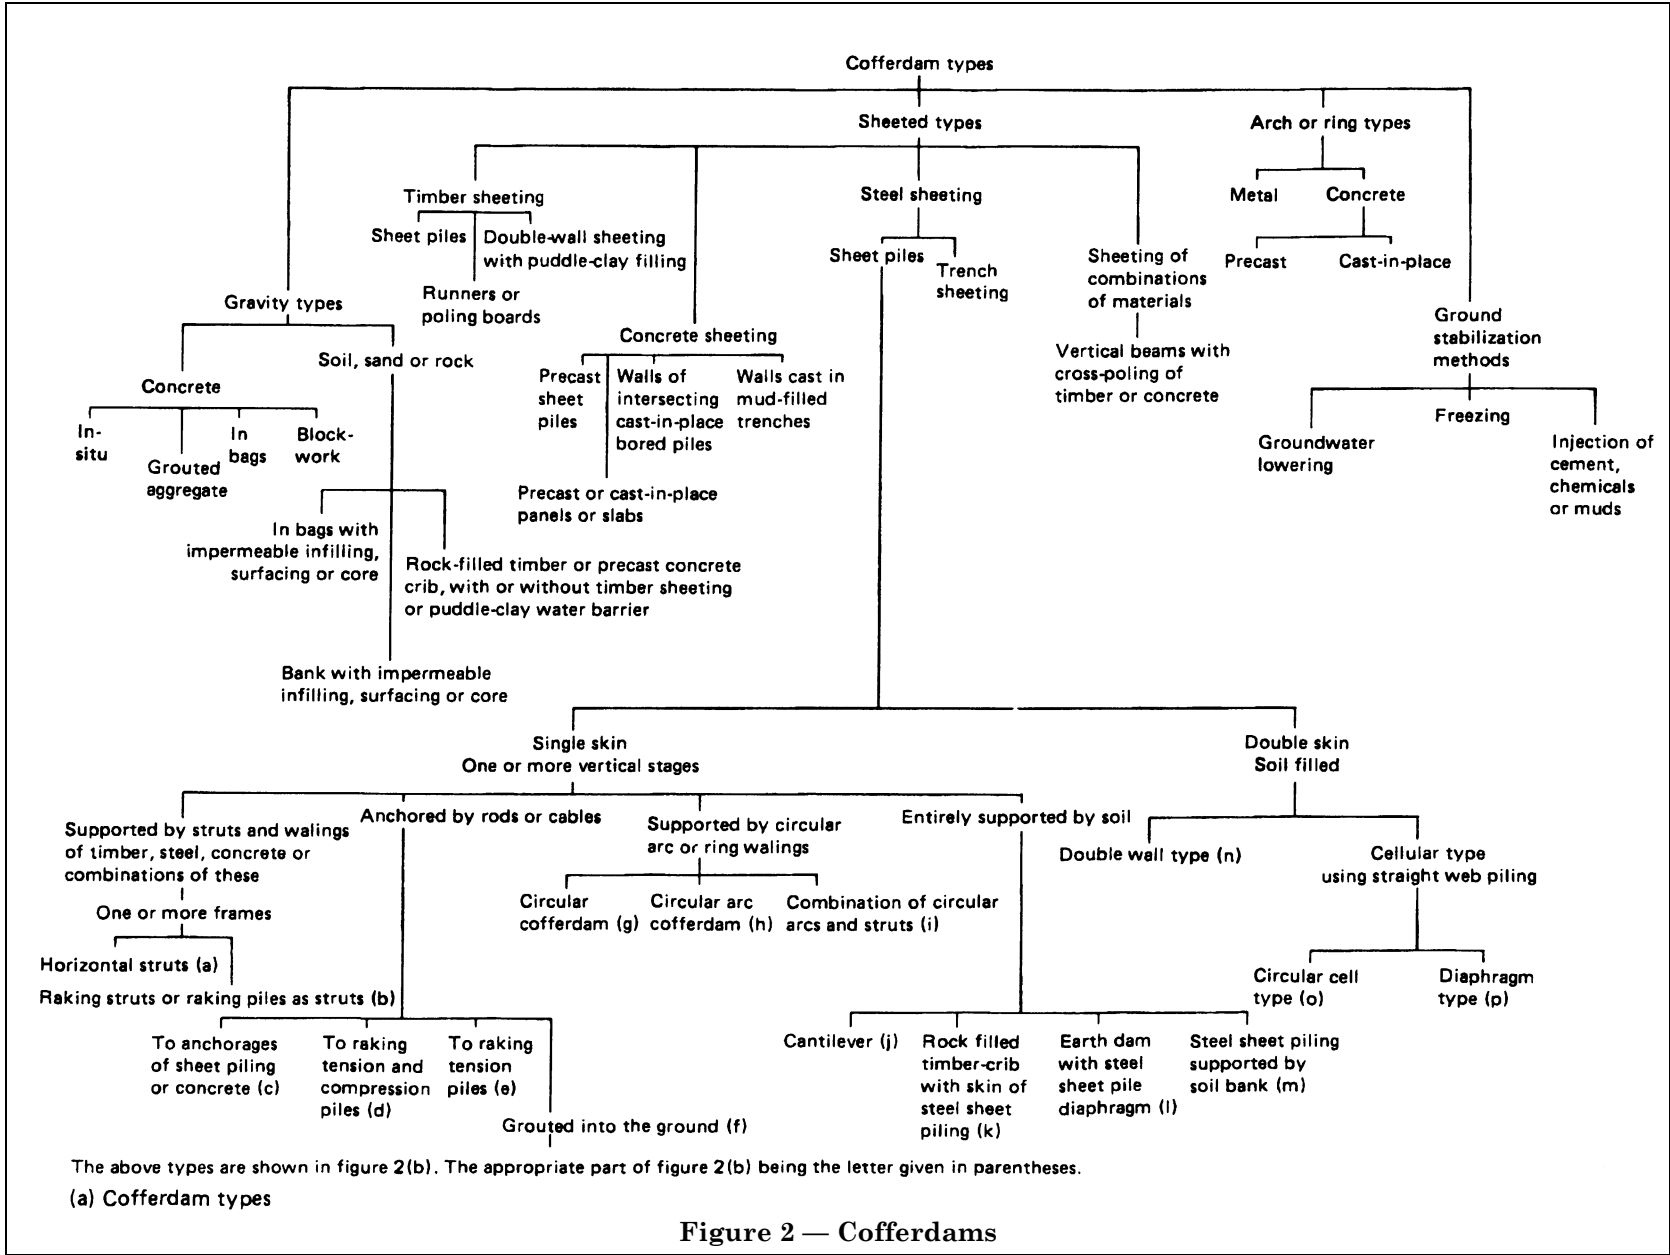 Cofferdam types
Sheeted types
Arch or ring types
Timber sheeting
Steel sheeting
Metal
Concrete
Sheet piles
Double-wall sheeting
with puddle-clay filling
Runners or
poling boards
Sheet piles
Trench
sheeting
Sheeting of
combinations
of materials
Precast
Cast-in-place
Gravity types
Concrete sheeting
Ground
stabilization
methods
Soil, sand or rock
Vertical beams with
cross-poling of
timber or concrete
Concrete
Precast
sheet
piles
Walls of
intersecting
cast-in-place
bored piles
Walls cast in
mud-filled
trenches
Freezing
In-
situ
Grouted
aggregate
In
bags
Block-
work
Groundwater
lowering
Injection of
cement,
chemicals
or muds
Precast or cast-in-place
panels or slabs
In bags with
impermeable infilling,
surfacing or core
Rock-filled timber or precast concrete
crib, with or without timber sheeting
or puddle-clay water barrier
Bank with impermeable
infilling, surfacing or core
Single skin
One or more vertical stages
Double skin
Soil filled
Supported by struts and walings
of timber, steel, concrete or
combinations of these
Anchored by rods or cables
Supported by circular
arc or ring walings
Entirely supported by soil
Double wall type (n)
Cellular type
using straight web piling
One or more frames
Circular
cofferdam (g)
Circular arc
cofferdam (h)
Combination of circular
arcs and struts (i)
Horizontal struts (a)
Raking struts or raking piles as struts (b)
Circular cell
type (o)
Diaphragm
type (p)
To anchorages
of sheet piling
or concrete (c)
To raking
tension and
compression
piles (d)
To raking
tension
piles (e)
Grouted into the ground (f)
Cantilever (j)
Rock filled
timber-crib
with skin of
steel sheet
piling (k)
Earth dam
with steel
sheet pile
diaphragm (l)
Steel sheet piling
supported by
soil bank (m)
The above types are shown in figure 2(b). The appropriate part of figure 2(b) being the letter given in parentheses.
(a) Cofferdam types
Figure 2 — Cofferdams